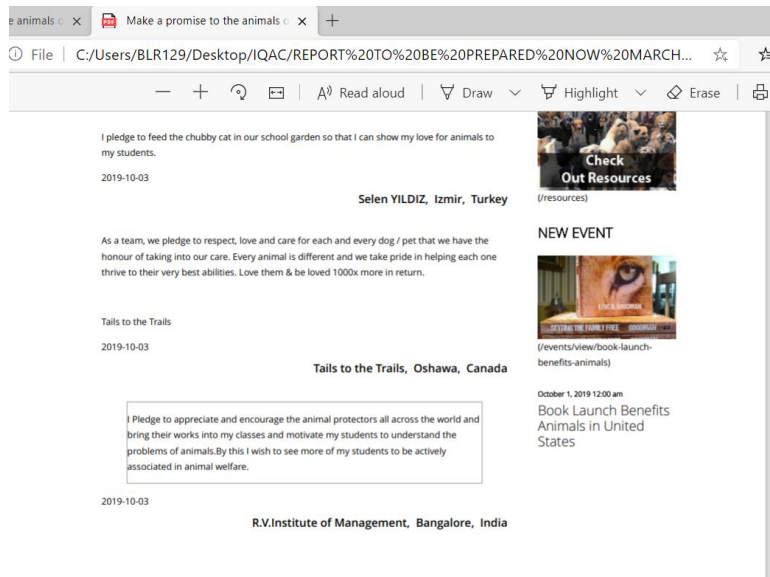 e animals o
Make a promise to the animals o
File
C:/Users/BLR129/Desktop/IQAC/REPORT%20TO%20BE%20PREPARED%20NOW%20MARCH...
Read aloud
Draw
Highlight
Erase
I pledge to feed the chubby cat in our school garden so that I can show my love for animals to
my students.
2019-10-03
Selen YILDIZ, Izmir, Turkey
As a team, we pledge to respect, love and care for each and every dog / pet that we have the
honour of taking into our care. Every animal is different and we take pride in helping each one
thrive to their very best abilities. Love them & be loved 1000x more in return.
Tails to the Trails
2019-10-03
Tails to the Trails, Oshawa, Canada
I Pledge to appreciate and encourage the animal protectors all across the world and
bring their works into my classes and motivate my students to understand the
problems of animals.By this I wish to see more of my students to be actively
associated in animal welfare.
2019-10-03
R.V.Institute of Management, Bangalore, India
Check
Out Resources
(/resources)
NEW EVENT
SETTING THE FAMILY FREE GOODMAN
(/events/view/book-launch-
benefits-animals)
October 1, 2019 12:00 am
Book Launch Benefits
Animals in United
States